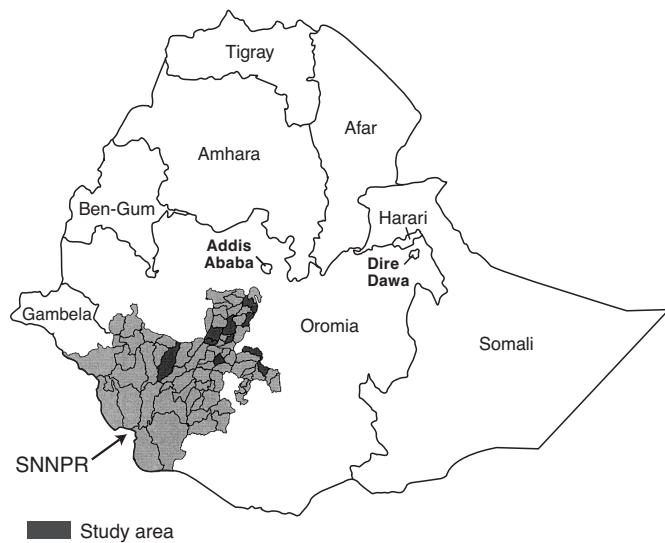 Tigray
Afar
Amhara
Ben-Gum
Harari
Addis
Ababa
Dire
Dawa
Gambela
Oromia
Somali
SNNPR
Study area